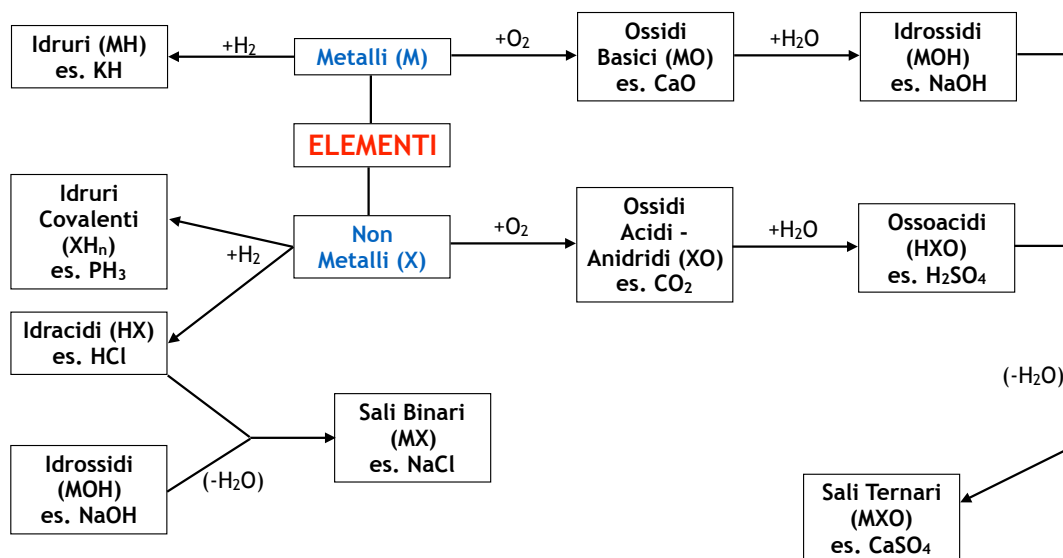 Idruri (MH)
es. KH
+H₂
Metalli (M)
+O₂
Ossidi
Basici (MO)
es. CaO
+H₂O
Idrossidi
(MOH)
es. NaOH
ELEMENTI
Idruri
Covalenti
(XHₙ)
es. PH₃
+H₂
Non
Metalli (X)
+O₂
Ossidi
Acidi -
Anidridi (XO)
es. CO₂
+H₂O
Ossoacidi
(HXO)
es. H₂SO₄
Idracidi (HX)
es. HCl
(-H₂O)
Sali Binari
(MX)
es. NaCl
Idrossidi
(MOH)
es. NaOH
(-H₂O)
Sali Ternari
(MXO)
es. CaSO₄